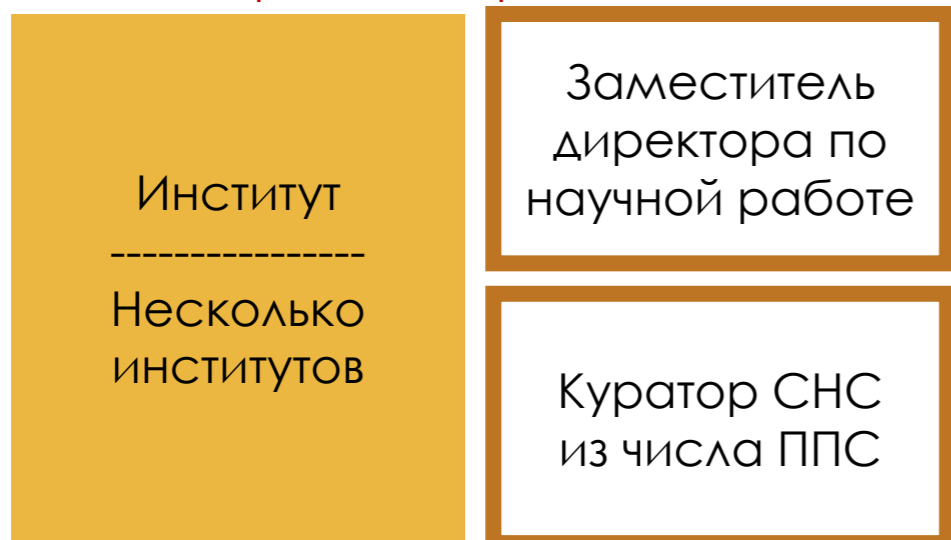 Институт
----------------
Несколько
институтов
Заместитель
директора по
научной работе
Куратор СНС
из числа ППС